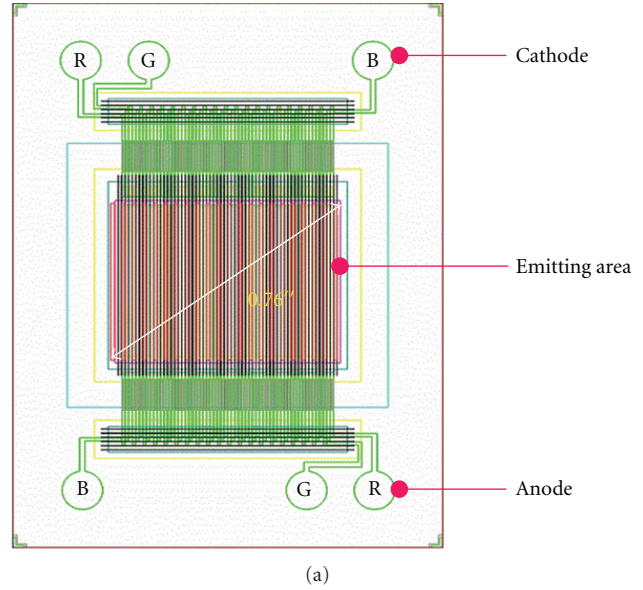 R G B Cathode
Emitting area
0.76″
B G R Anode
(a)